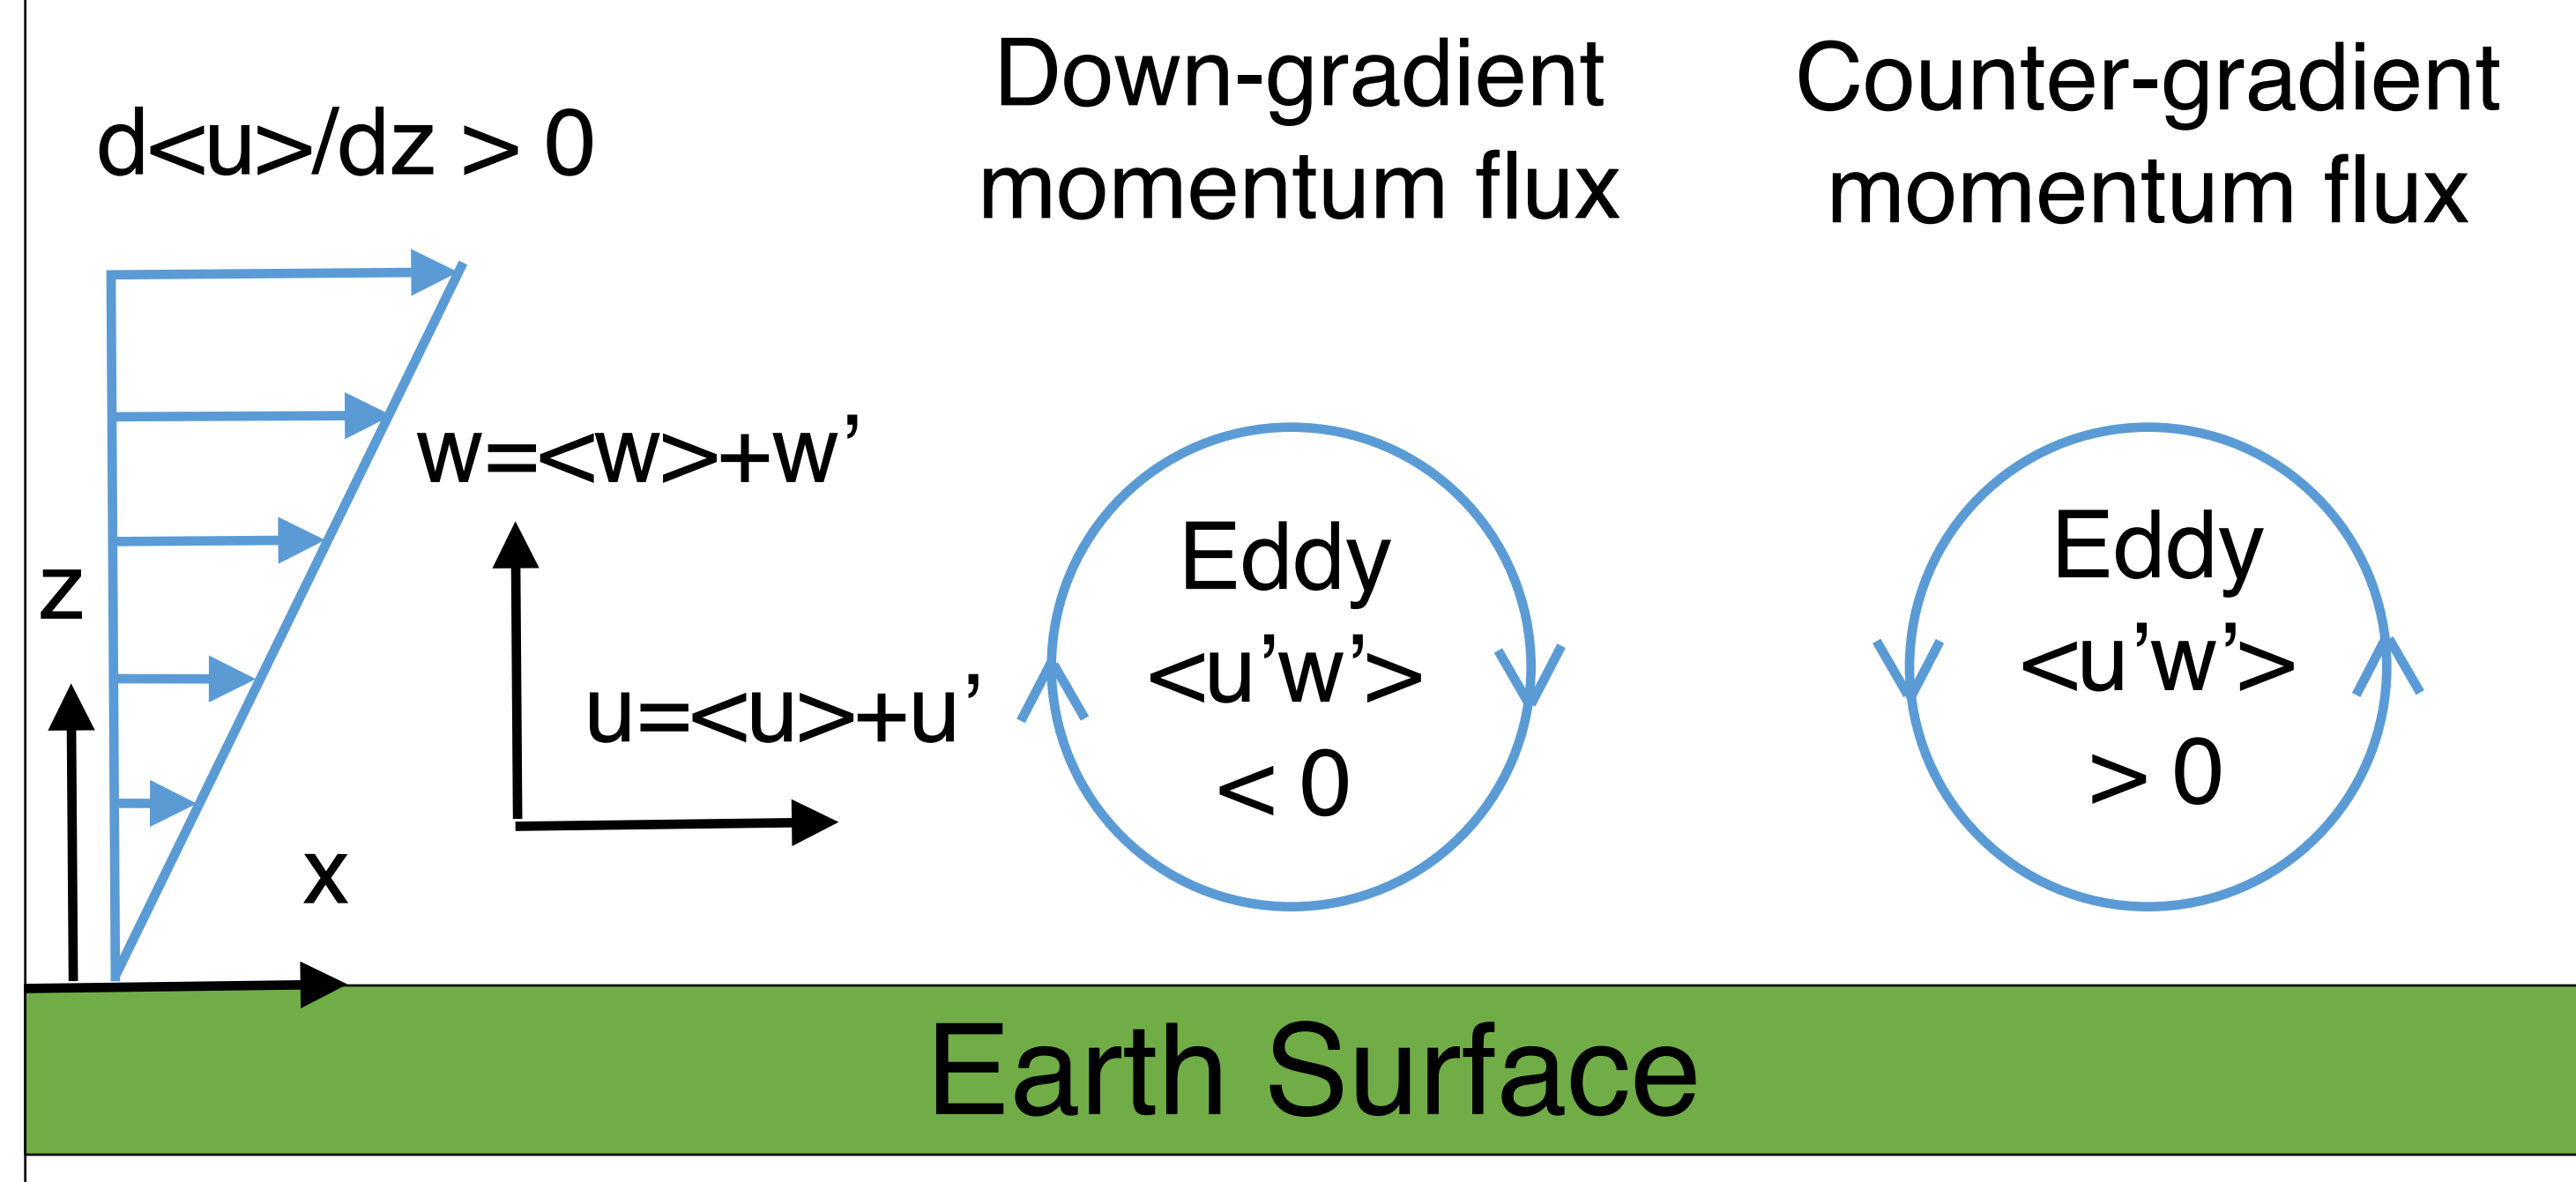 d<u>/dz > 0
Down-gradient
momentum flux
Counter-gradient
momentum flux
w=<w>+w’
z
u=<u>+u’
x
Eddy
<u’w’>
< 0
Eddy
<u’w’>
> 0
Earth Surface